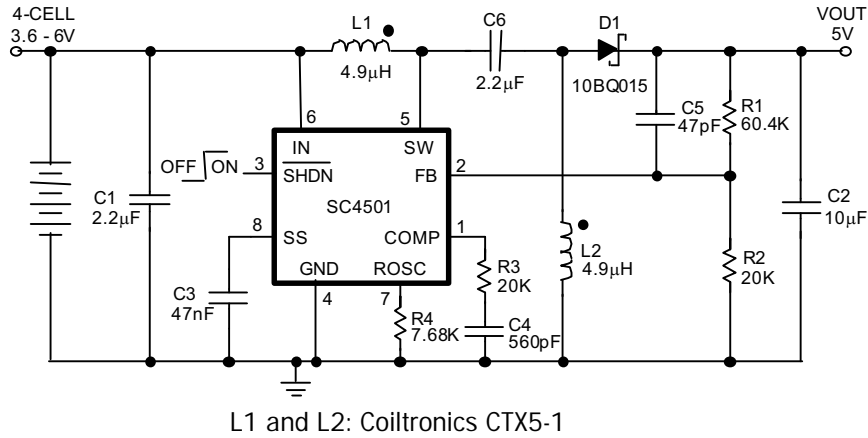 4-CELL
3.6 - 6V
L1
4.9µH
C6
2.2µF
D1
10BQ015
VOUT
5V
C5
47pF
R1
60.4K
6
5
IN
SW
OFF ON
3
SHDN
FB
2
C1
2.2µF
SC4501
C2
10µF
8
SS
COMP
1
L2
4.9µH
R2
20K
R3
20K
GND
ROSC
4
7
C3
47nF
R4
7.68K
C4
560pF
L1 and L2: Coiltronics CTX5-1